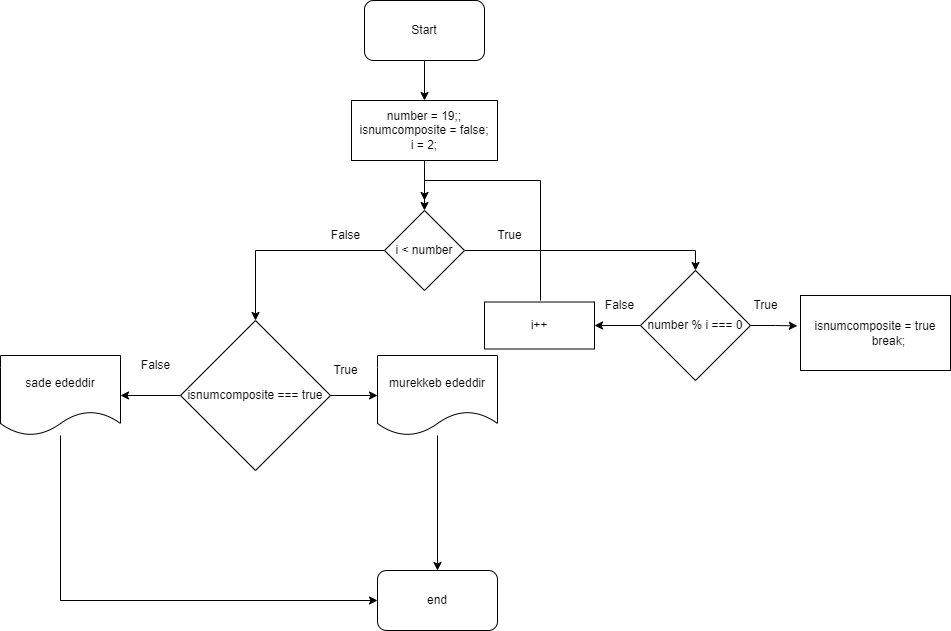 Start
number = 19;;
isnumcomposite = false;
i = 2;
False
True
i < number
False
True
number % i === 0
i++
isnumcomposite = true
break;
False
True
isnumcomposite === true
sade ededdir
murekkeb ededdir
end